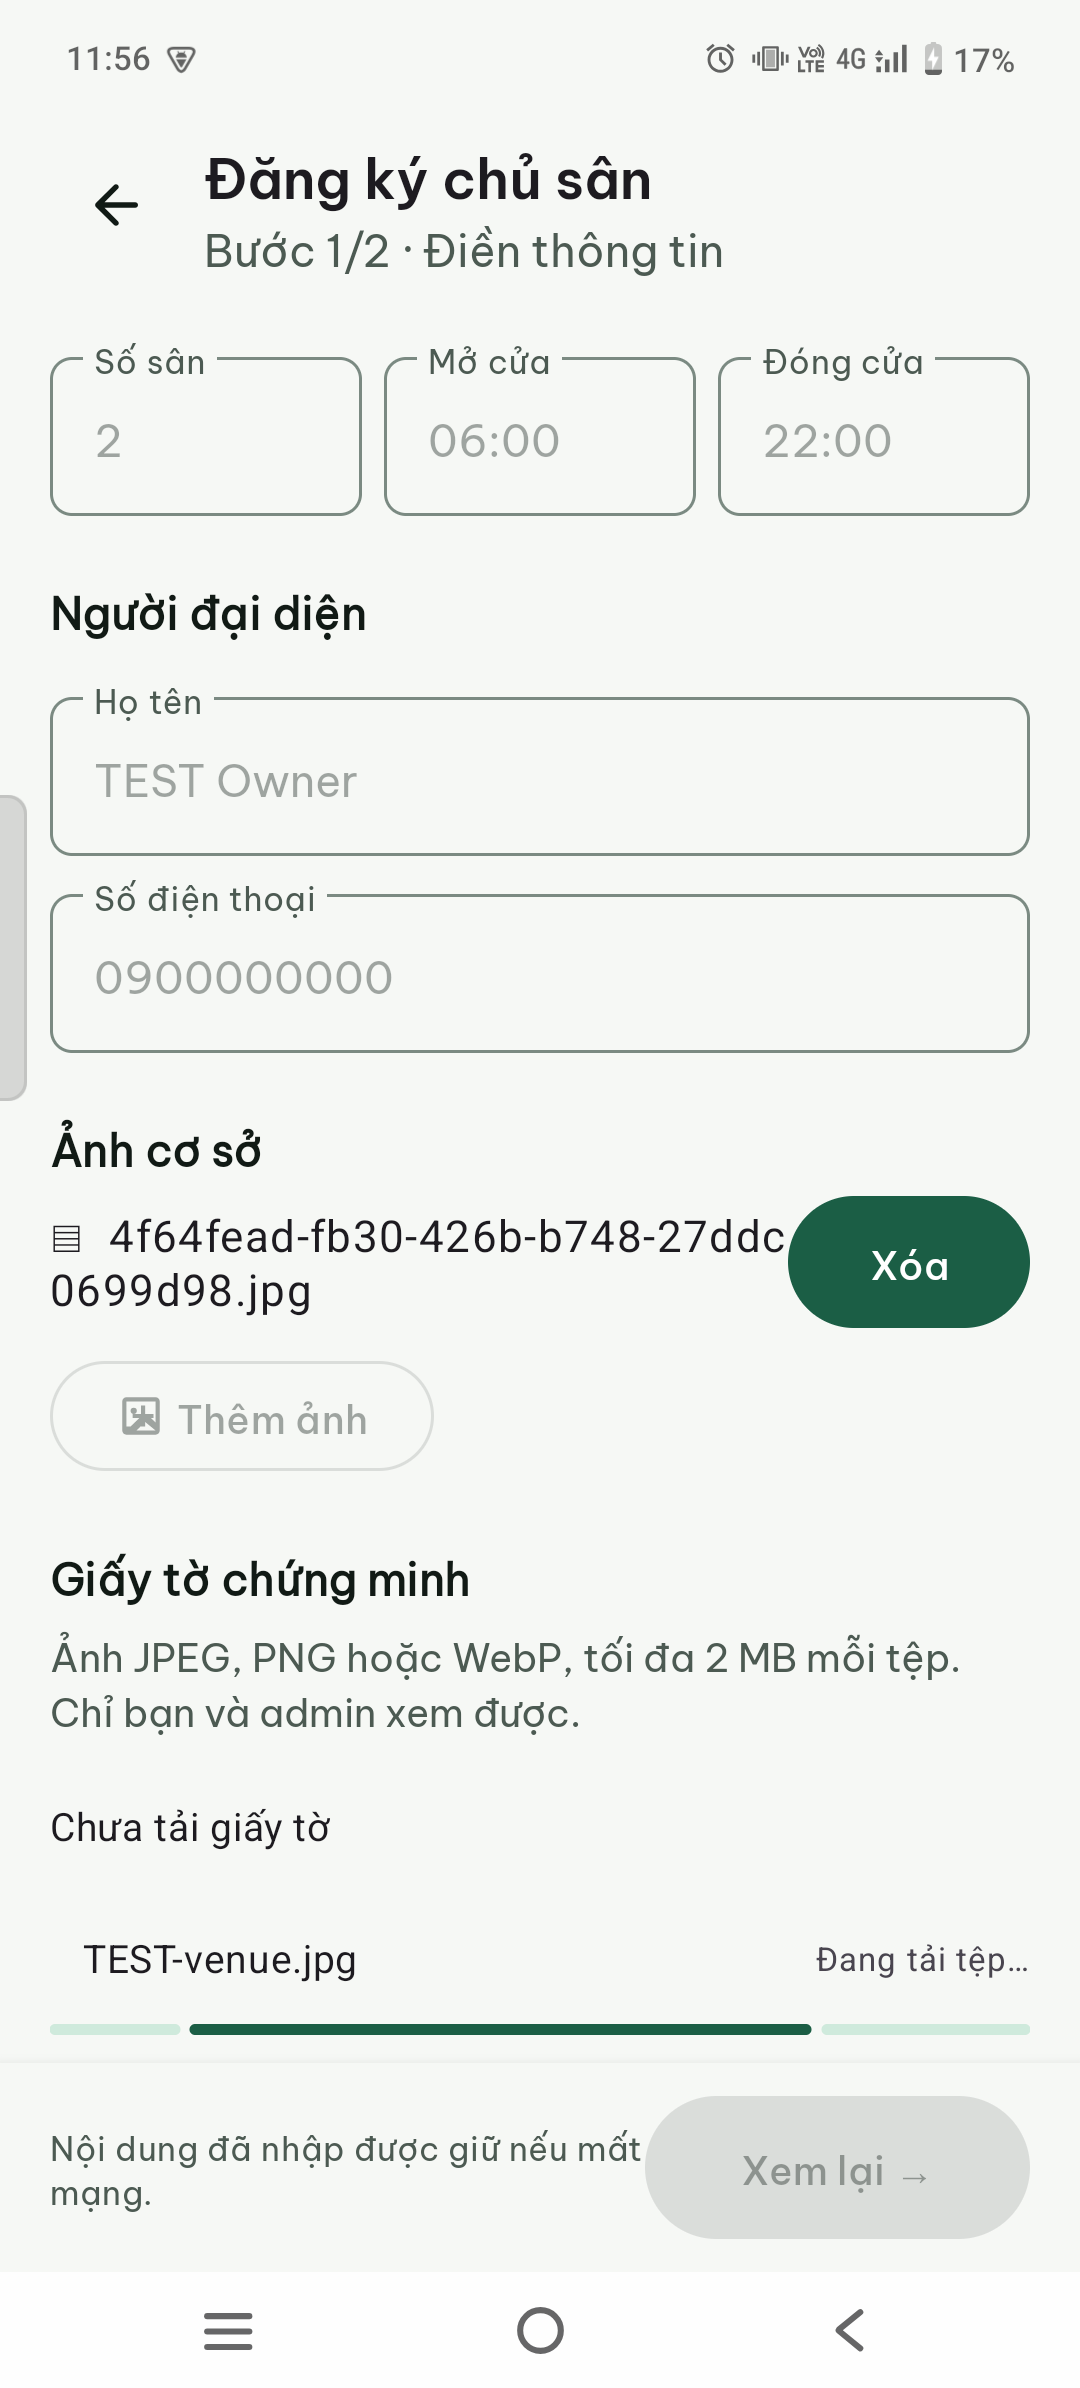 11:56
VoLTE 4G 17%
Đăng ký chủ sân
Bước 1/2 · Điền thông tin
Số sân Mở cửa Đóng cửa
2 06:00 22:00
Người đại diện
Họ tên
TEST Owner
Số điện thoại
0900000000
Ảnh cơ sở
4f64fead-fb30-426b-b748-27ddc
0699d98.jpg
Xóa
Thêm ảnh
Giấy tờ chứng minh
Ảnh JPEG, PNG hoặc WebP, tối đa 2 MB mỗi tệp.
Chỉ bạn và admin xem được.
Chưa tải giấy tờ
TEST-venue.jpg Đang tải tệp…
Nội dung đã nhập được giữ nếu mất
mạng.
Xem lại →